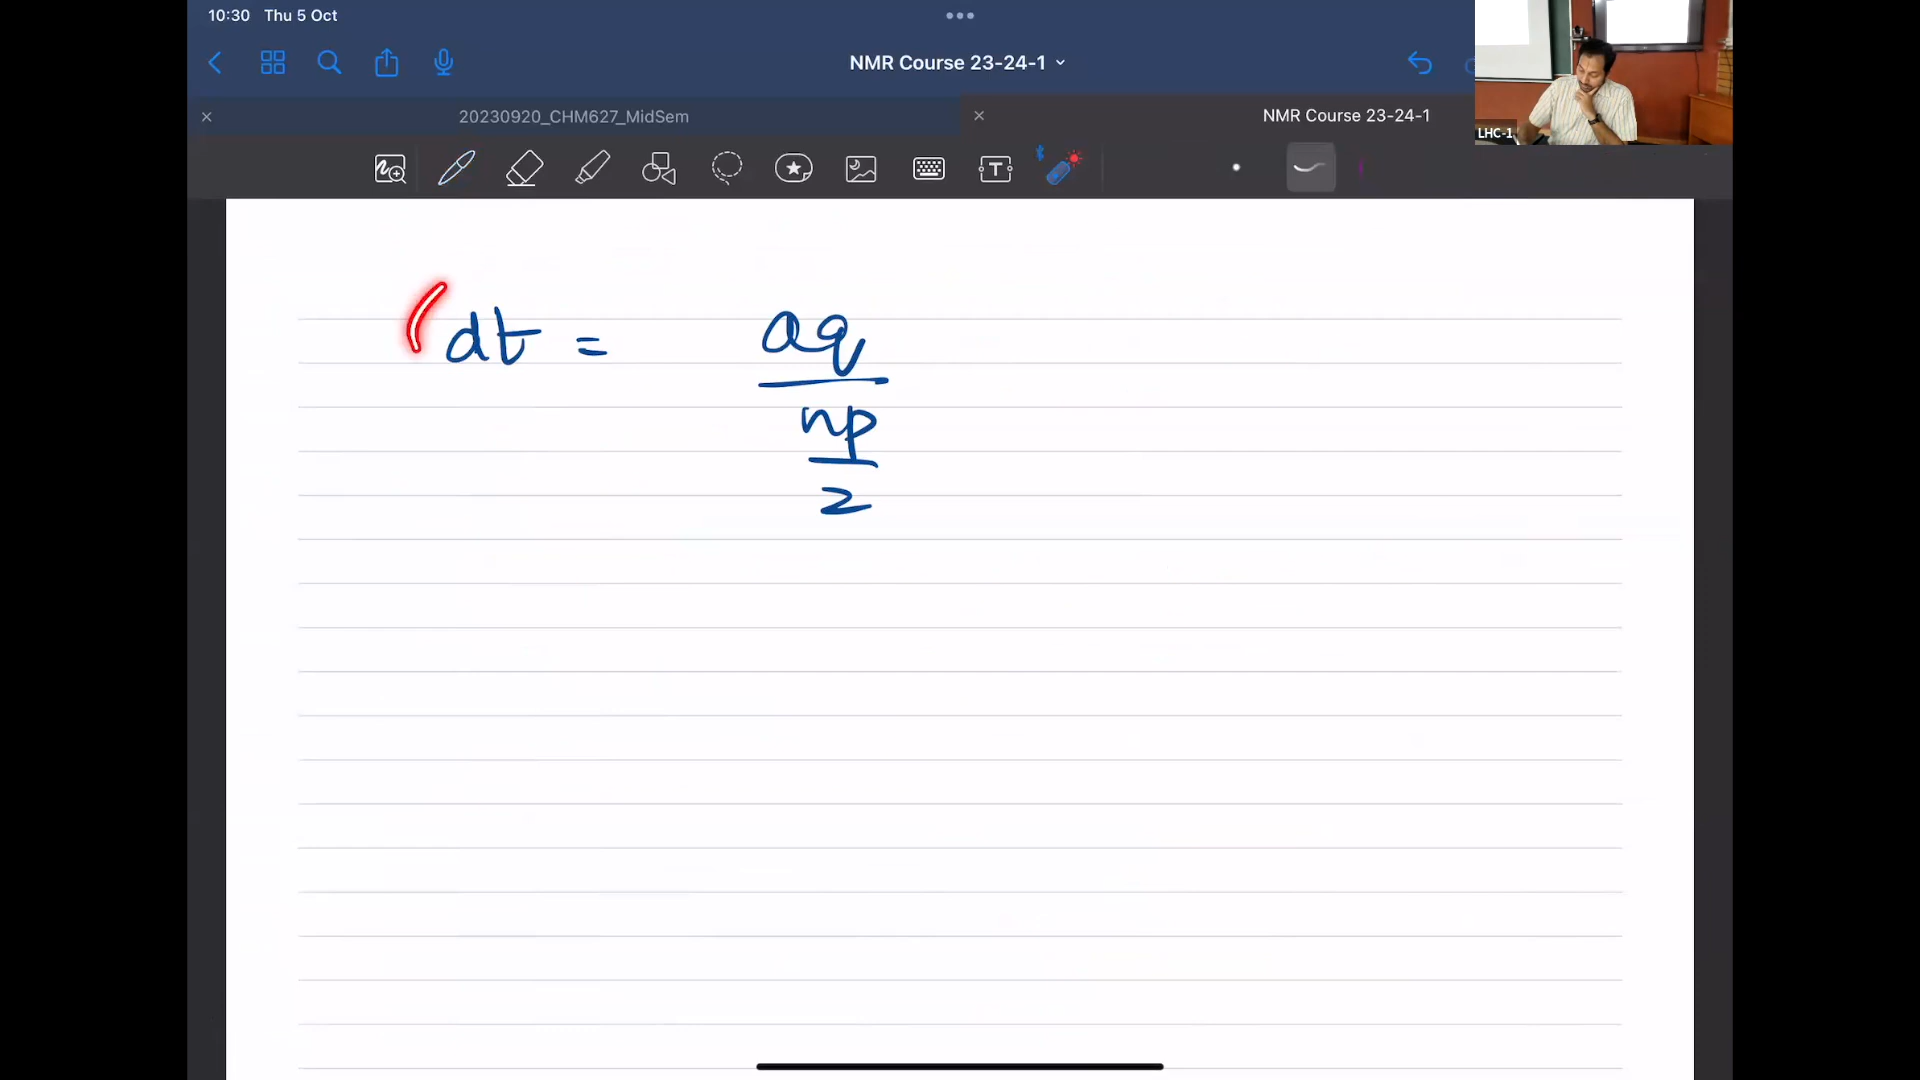 10:30 Thu 5 Oct
NMR Course 23-24-1
20230920_CHM627_MidSem
NMR Course 23-24-1
LHC-1
T
dt = aq
np
2